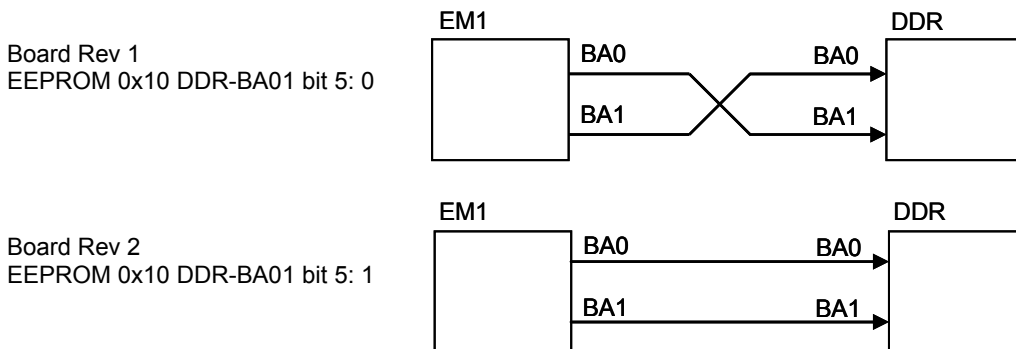 EM1
DDR
Board Rev 1
EEPROM 0x10 DDR-BA01 bit 5: 0
BA0
BA0
BA1
BA1
EM1
DDR
Board Rev 2
EEPROM 0x10 DDR-BA01 bit 5: 1
BA0
BA0
BA1
BA1